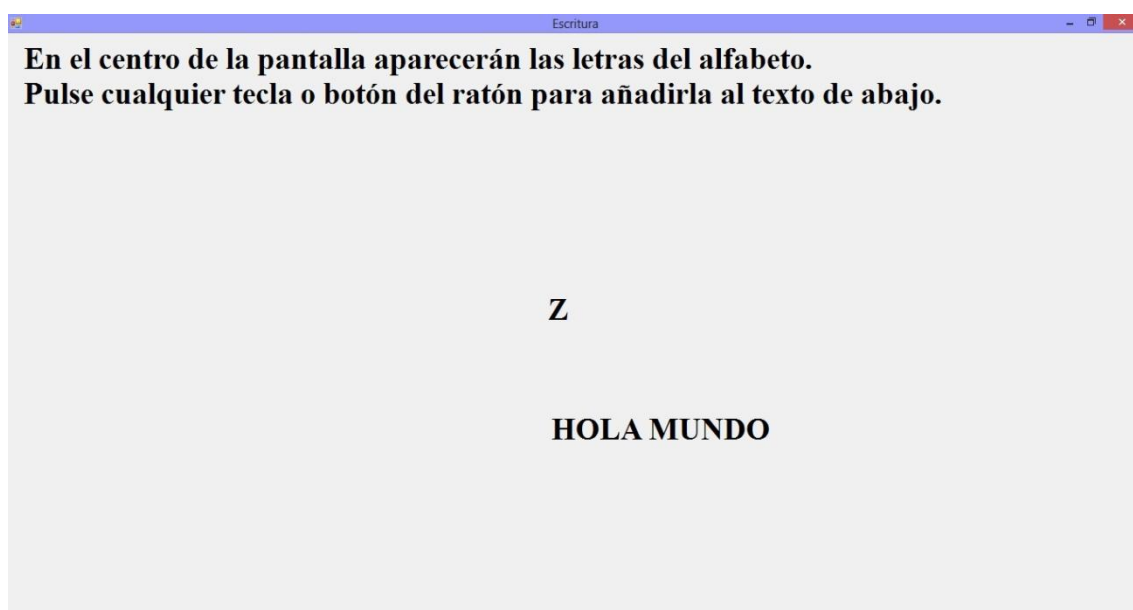 Escritura
En el centro de la pantalla aparecerán las letras del alfabeto.
Pulse cualquier tecla o botón del ratón para añadirla al texto de abajo.
Z
HOLA MUNDO